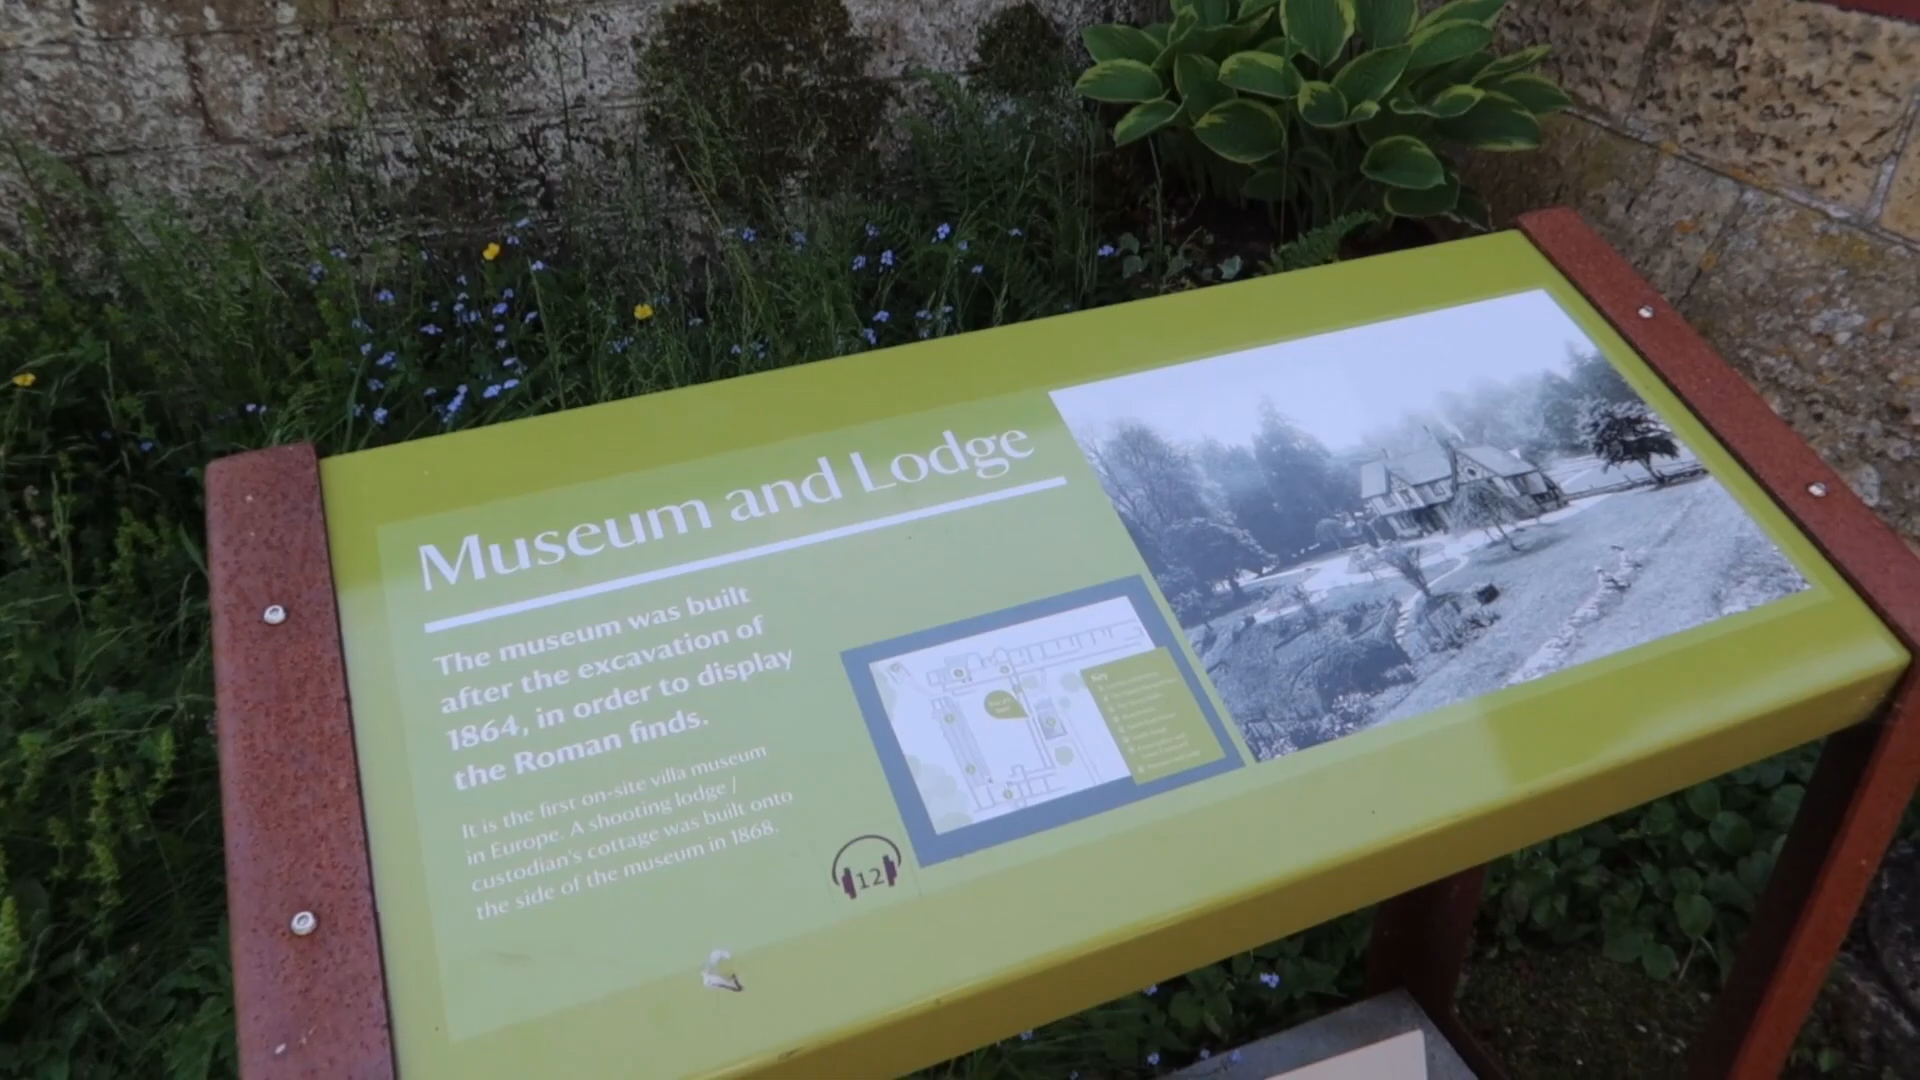 Museum and Lodge
The museum was built
after the excavation of
1864, in order to display
the Roman finds.
It is the first on-site villa museum
in Europe. A shooting lodge /
custodian's cottage was built onto
the side of the museum in 1868.
12
Key